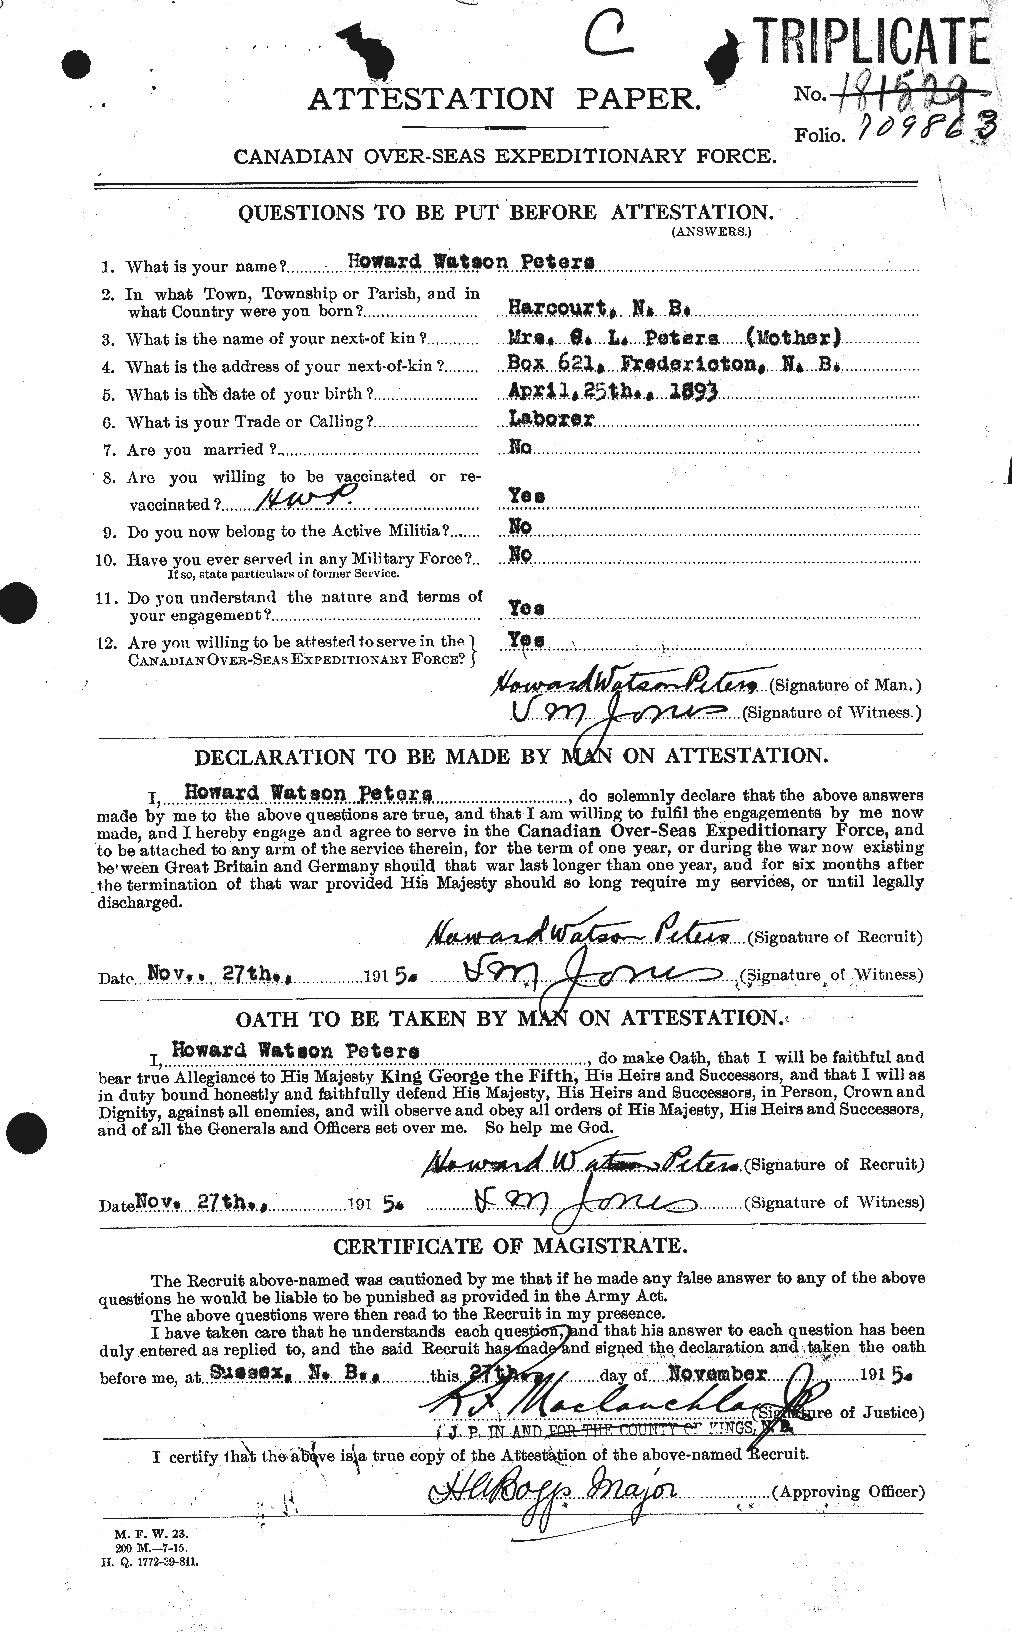 C
TRIPLICATE
ATTESTATION PAPER.
No. 181529
Folio. 709863
CANADIAN OVER-SEAS EXPEDITIONARY FORCE.
QUESTIONS TO BE PUT BEFORE ATTESTATION.
(ANSWERS.)
1. What is your name? Howard Watson Peters
2. In what Town, Township or Parish, and in
what Country were you born? Harcourt, N. B.
3. What is the name of your next-of kin? Mrs. C. L. Peters (Mother)
4. What is the address of your next-of-kin? Box 621, Fredericton, N. B.
5. What is the date of your birth? April, 25th., 1893
6. What is your Trade or Calling? Laborer
7. Are you married? No
8. Are you willing to be vaccinated or re-
vaccinated? HWP. Yes
9. Do you now belong to the Active Militia? No
10. Have you ever served in any Military Force? No
If so, state particulars of former Service.
11. Do you understand the nature and terms of
your engagement? Yes
12. Are you willing to be attested to serve in the Yes
CANADIAN OVER-SEAS EXPEDITIONARY FORCE?
Howard Watson Peters (Signature of Man.)
V M Jones (Signature of Witness.)
DECLARATION TO BE MADE BY MAN ON ATTESTATION.
I, Howard Watson Peters, do solemnly declare that the above answers
made by me to the above questions are true, and that I am willing to fulfil the engagements by me now
made, and I hereby engage and agree to serve in the Canadian Over-Seas Expeditionary Force, and
to be attached to any arm of the service therein, for the term of one year, or during the war now existing
be'ween Great Britain and Germany should that war last longer than one year, and for six months after
the termination of that war provided His Majesty should so long require my services, or until legally
discharged.
Howard Watson Peters (Signature of Recruit)
Date Nov.. 27th., 1915. V M Jones (Signature of Witness)
OATH TO BE TAKEN BY MAN ON ATTESTATION.
I, Howard Watson Peters, do make Oath, that I will be faithful and
bear true Allegiance to His Majesty King George the Fifth, His Heirs and Successors, and that I will as
in duty bound honestly and faithfully defend His Majesty, His Heirs and Successors, in Person, Crown and
Dignity, against all enemies, and will observe and obey all orders of His Majesty, His Heirs and Successors,
and of all the Generals and Officers set over me. So help me God.
Howard Watson Peters (Signature of Recruit)
Date Nov. 27th., 1915. V M Jones (Signature of Witness)
CERTIFICATE OF MAGISTRATE.
The Recruit above-named was cautioned by me that if he made any false answer to any of the above
questions he would be liable to be punished as provided in the Army Act.
The above questions were then read to the Recruit in my presence.
I have taken care that he understands each question, and that his answer to each question has been
duly entered as replied to, and the said Recruit has made and signed the declaration and taken the oath
before me, at Sussex, N. B., this 27th. day of November 1915.
Maclauchlan JP (Signature of Justice)
J. P. IN AND FOR THE COUNTY OF KINGS, N.B.
I certify that the above is a true copy of the Attestation of the above-named Recruit.
Major (Approving Officer)
M. F. W. 23.
200 M.—7-15.
H. Q. 1772-39-811.